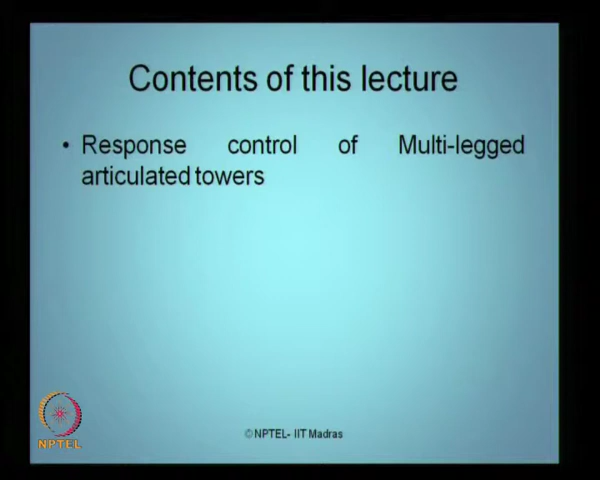 Contents of this lecture
• Response control of Multi-legged
articulated towers
NPTEL
©NPTEL- IIT Madras